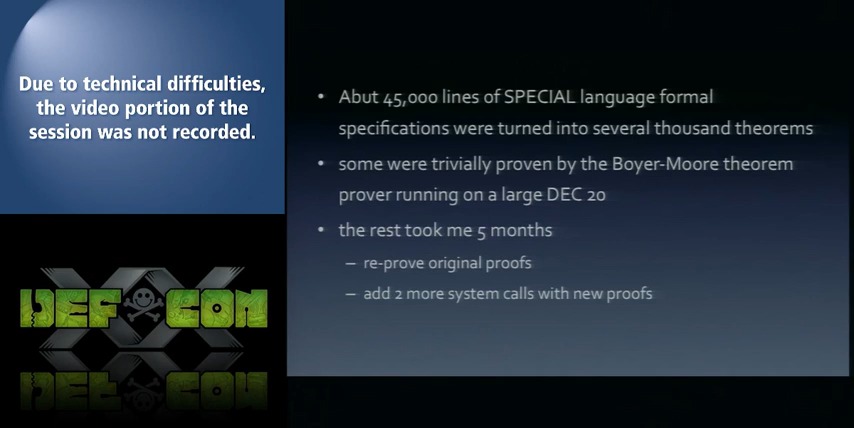 Due to technical difficulties,
the video portion of the
session was not recorded.
DEF CON
XX
• Abut 45,000 lines of SPECIAL language formal
specifications were turned into several thousand theorems
• some were trivially proven by the Boyer-Moore theorem
prover running on a large DEC 20
• the rest took me 5 months
– re-prove original proofs
– add 2 more system calls with new proofs